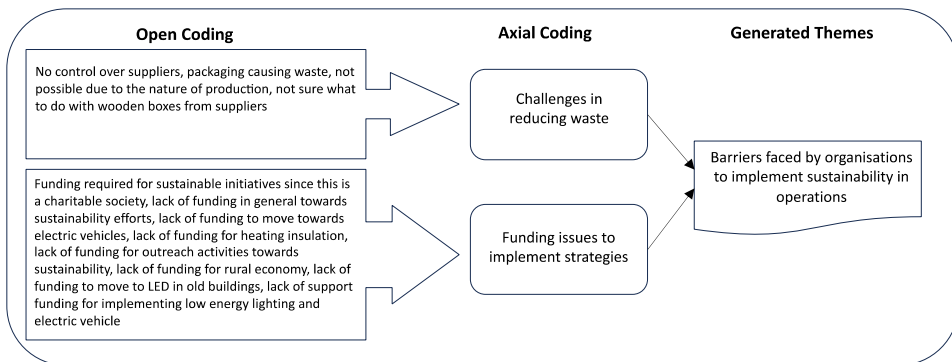 Open Coding
Axial Coding
Generated Themes
No control over suppliers, packaging causing waste, not
possible due to the nature of production, not sure what
to do with wooden boxes from suppliers
Challenges in
reducing waste
Barriers faced by organisations
to implement sustainability in
operations
Funding required for sustainable initiatives since this is
a charitable society, lack of funding in general towards
sustainability efforts, lack of funding to move towards
electric vehicles, lack of funding for heating insulation,
lack of funding for outreach activities towards
sustainability, lack of funding for rural economy, lack of
funding to move to LED in old buildings, lack of support
funding for implementing low energy lighting and
electric vehicle
Funding issues to
implement strategies